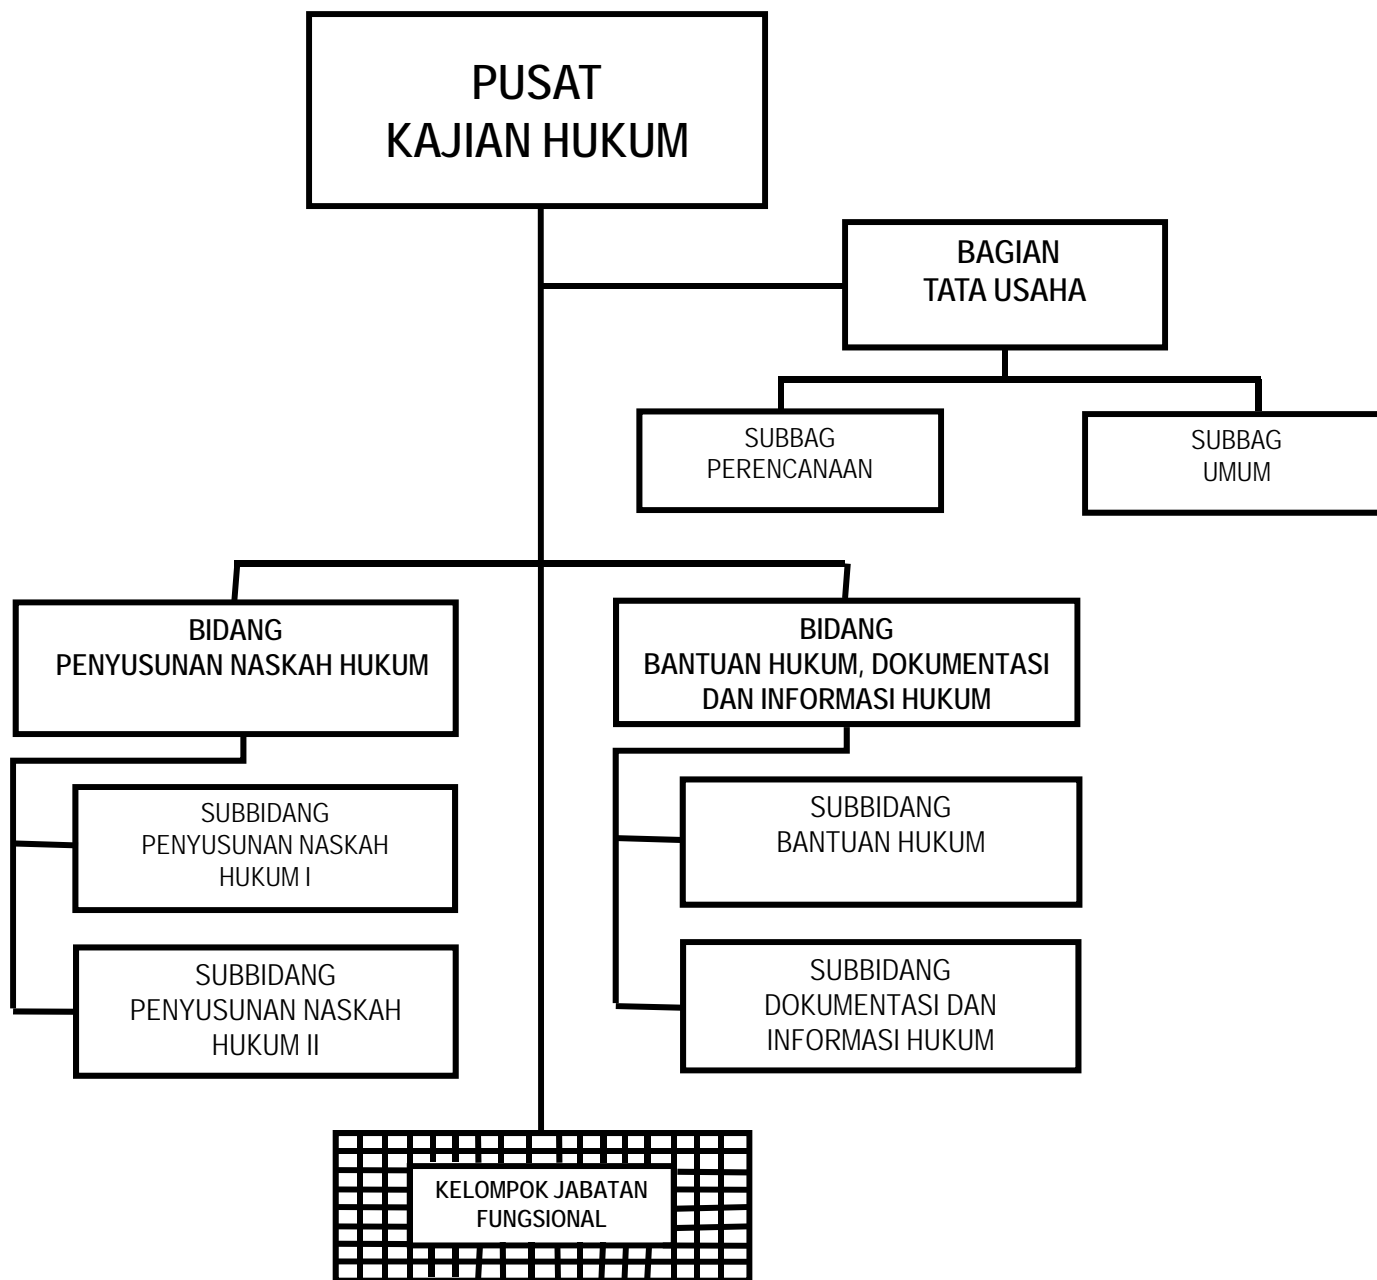 PUSAT
KAJIAN HUKUM
BAGIAN
TATA USAHA
SUBBAG
PERENCANAAN
SUBBAG
UMUM
BIDANG
PENYUSUNAN NASKAH HUKUM
BIDANG
BANTUAN HUKUM, DOKUMENTASI
DAN INFORMASI HUKUM
SUBBIDANG
PENYUSUNAN NASKAH
HUKUM I
SUBBIDANG
BANTUAN HUKUM
SUBBIDANG
PENYUSUNAN NASKAH
HUKUM II
SUBBIDANG
DOKUMENTASI DAN
INFORMASI HUKUM
KELOMPOK JABATAN
FUNGSIONAL